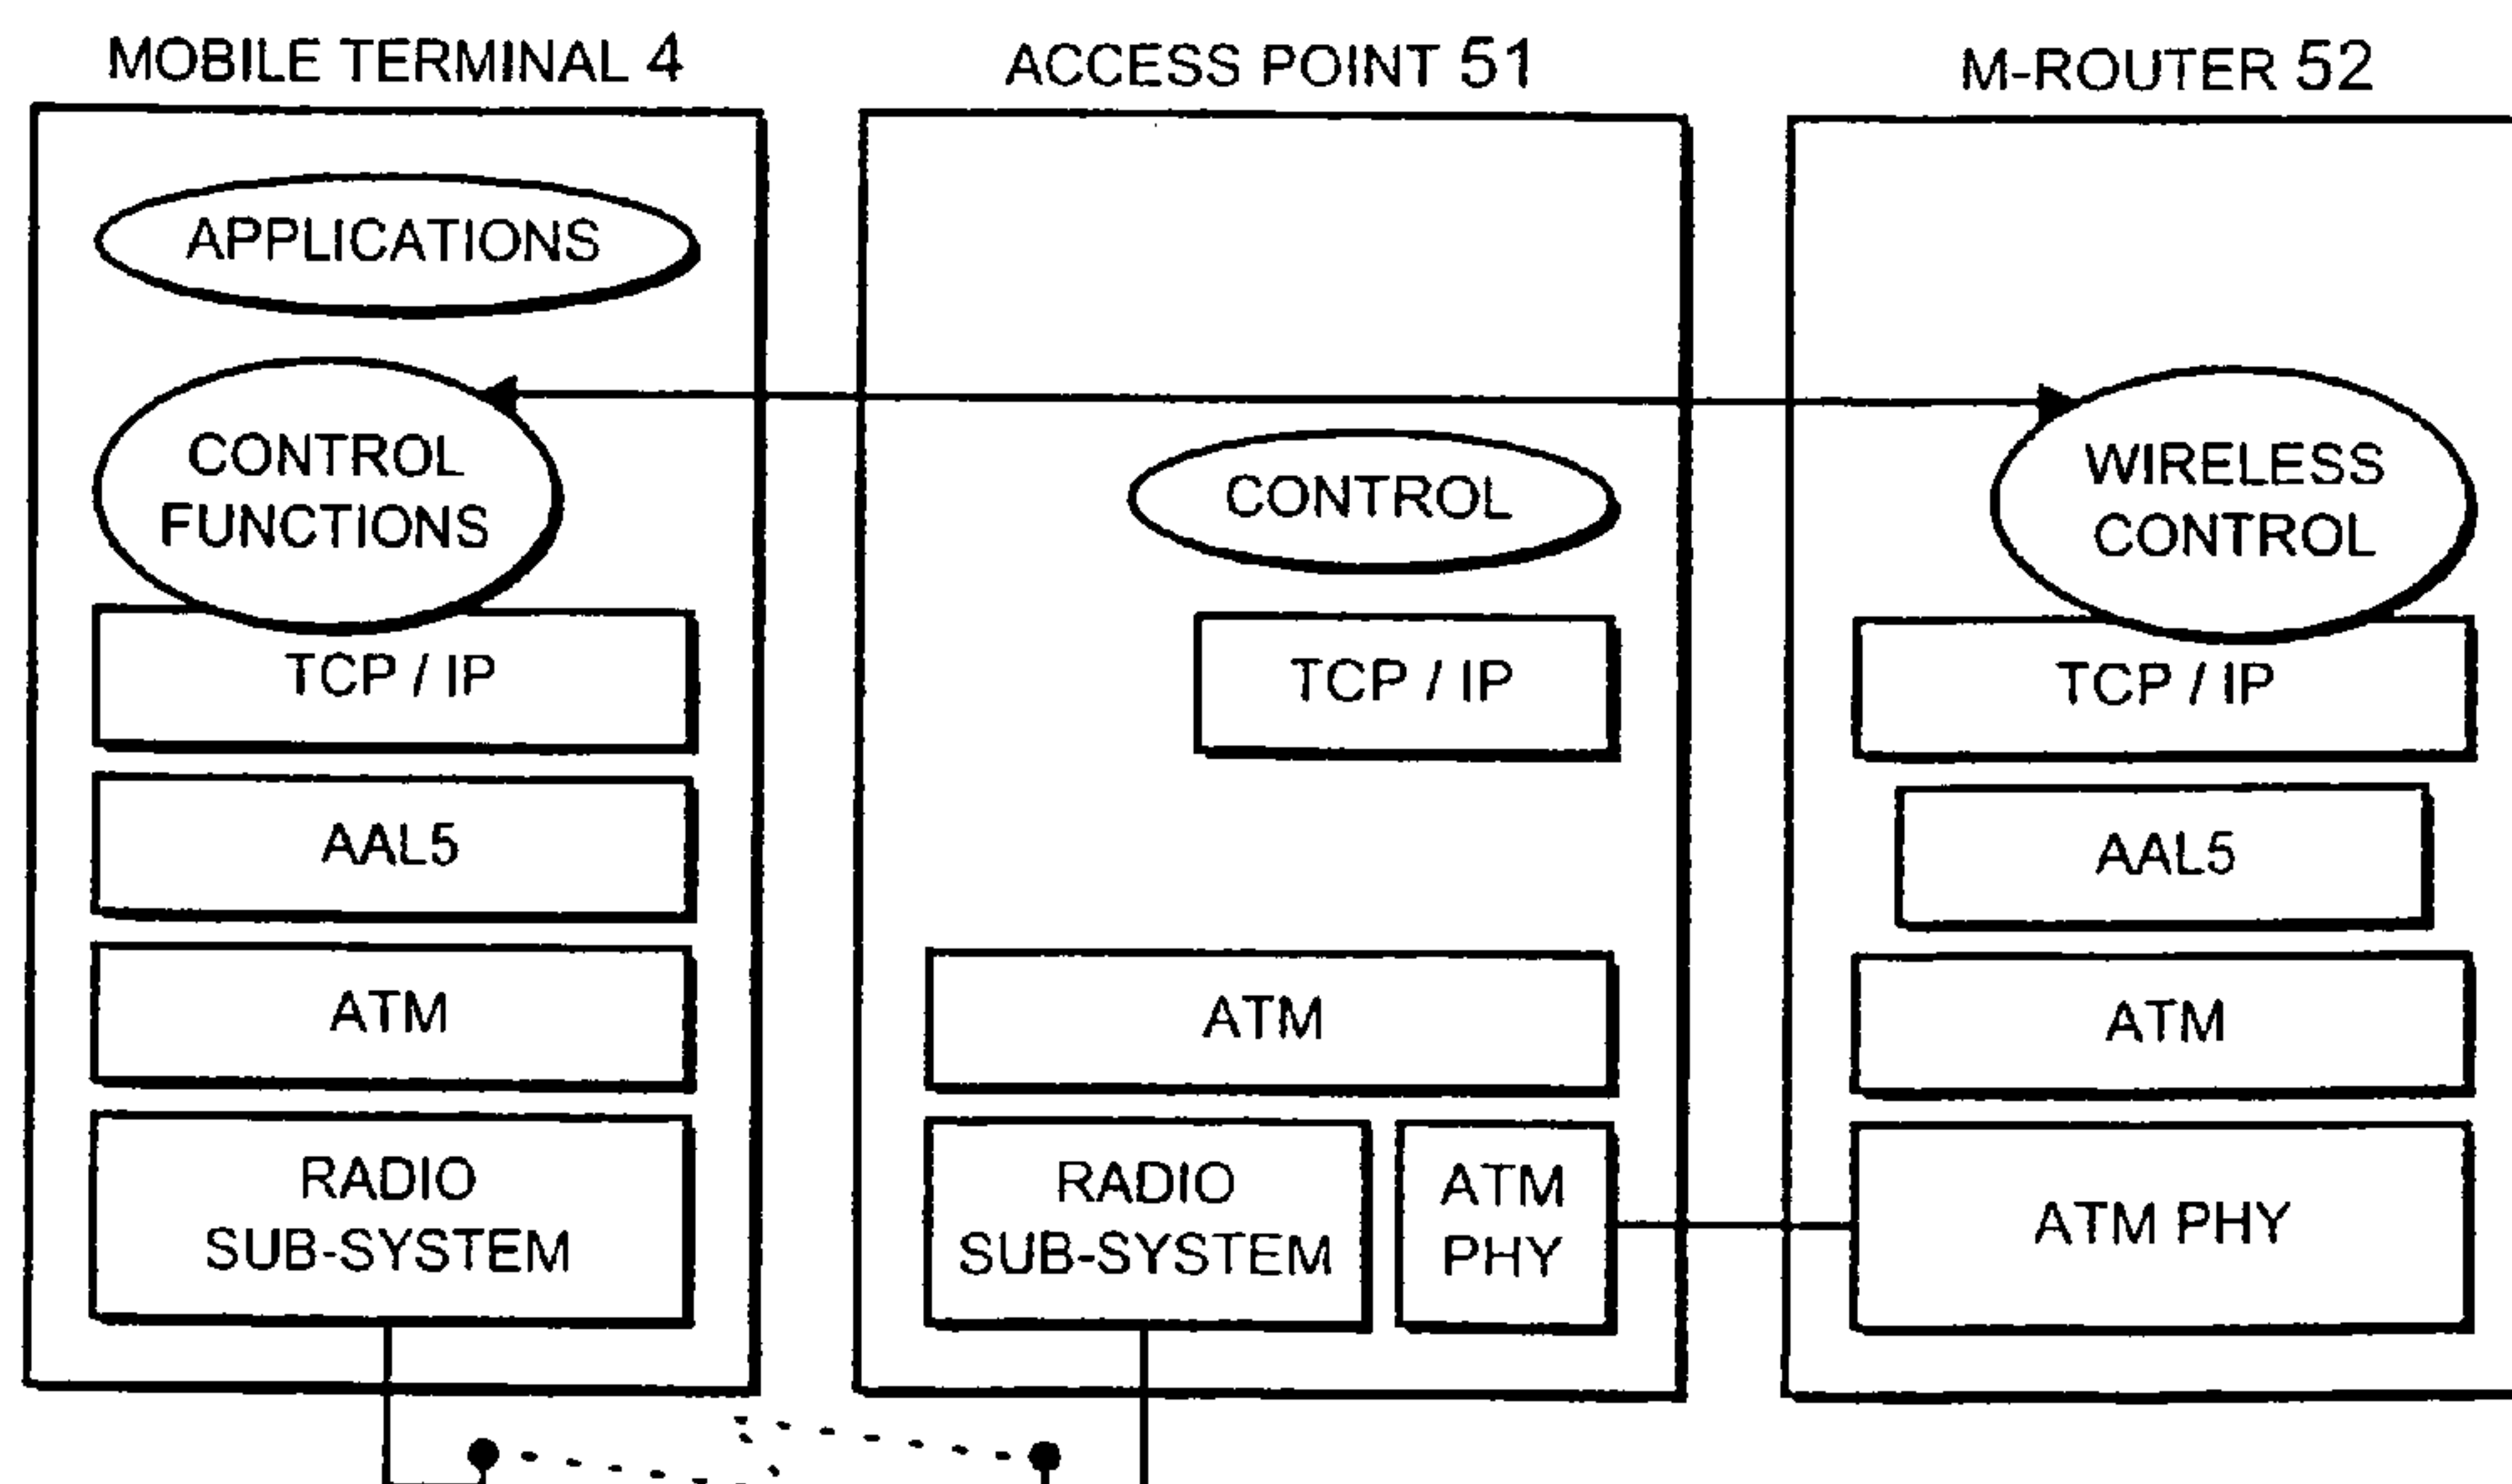 MOBILE TERMINAL 4
APPLICATIONS
CONTROL
FUNCTIONS
TCP / IP
AAL5
ATM
RADIO
SUB-SYSTEM
ACCESS POINT 51
CONTROL
TCP / IP
ATM
RADIO
SUB-SYSTEM
ATM
PHY
M-ROUTER 52
WIRELESS
CONTROL
TCP / IP
AAL5
ATM
ATM PHY